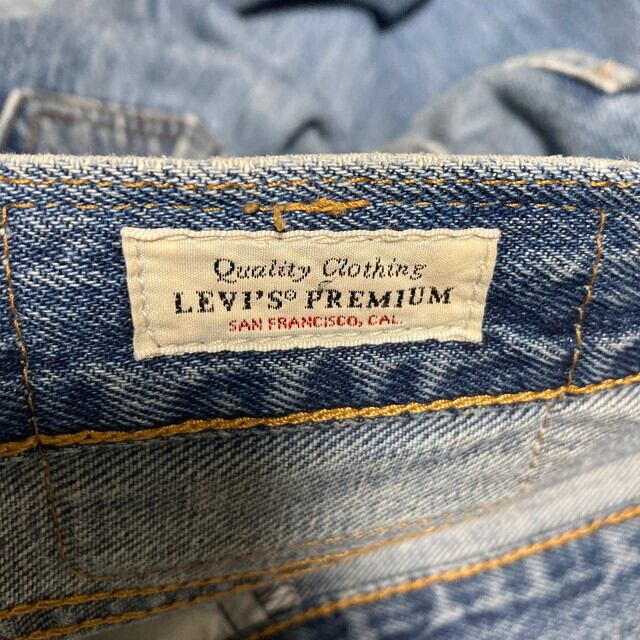 Quality Clothing
LEVI'S® PREMIUM
SAN FRANCISCO, CAL.